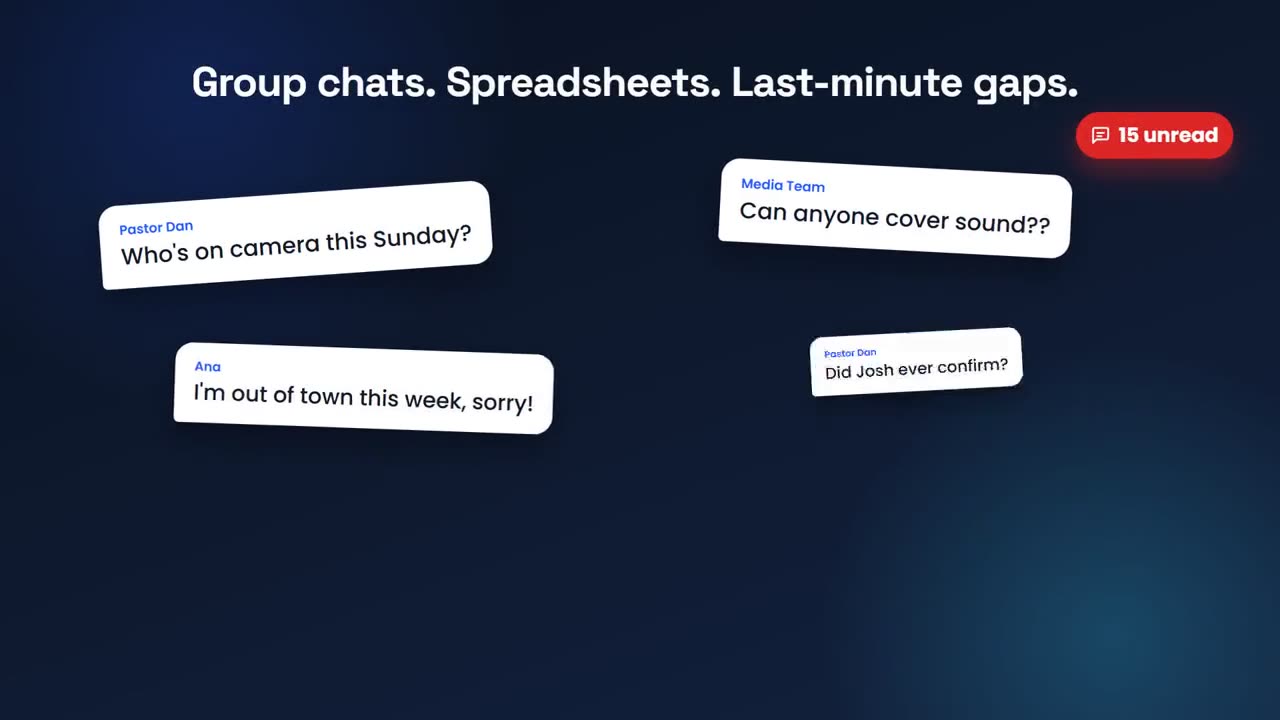 Group chats. Spreadsheets. Last-minute gaps.
15 unread
Pastor Dan
Who's on camera this Sunday?
Media Team
Can anyone cover sound??
Ana
I'm out of town this week, sorry!
Pastor Dan
Did Josh ever confirm?